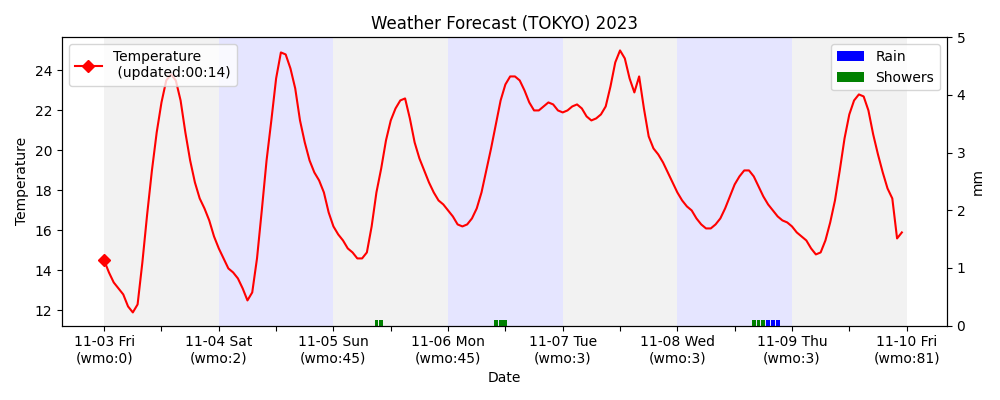 Weather Forecast (TOKYO) 2023
Temperature
(updated:00:14)
Rain
Showers
24
22
20
18
16
14
12
Temperature
5
4
3
2
1
0
mm
11-03 Fri
(wmo:0)
11-04 Sat
(wmo:2)
11-05 Sun
(wmo:45)
11-06 Mon
(wmo:45)
11-07 Tue
(wmo:3)
11-08 Wed
(wmo:3)
11-09 Thu
(wmo:3)
11-10 Fri
(wmo:81)
Date